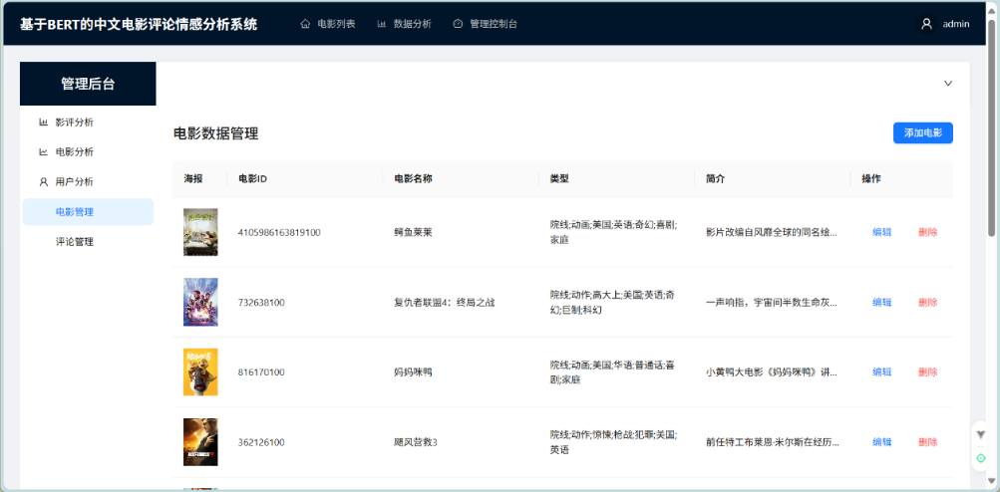 基于BERT的中文电影评论情感分析系统
电影列表
数据分析
管理控制台
admin
管理后台
影评分析
电影分析
用户分析
电影管理
评论管理
电影数据管理
添加电影
海报
电影ID
电影名称
类型
简介
操作
4105986163819100
鳄鱼莱莱
院线;动画;美国;英语;奇幻;喜剧;
家庭
影片改编自风靡全球的同名绘...
编辑
删除
732638100
复仇者联盟4：终局之战
院线;动作;高大上;美国;英语;奇
幻;巨制;科幻
一声响指，宇宙间半数生命灰...
编辑
删除
816170100
妈妈咪鸭
院线;动画;美国;华语;普通话;喜
剧;家庭
小黄鸭大电影《妈妈咪鸭》讲...
编辑
删除
362126100
飓风营救3
院线;动作;惊悚;枪战;犯罪;美国;
英语
前任特工布莱恩·米尔斯在经历...
编辑
删除